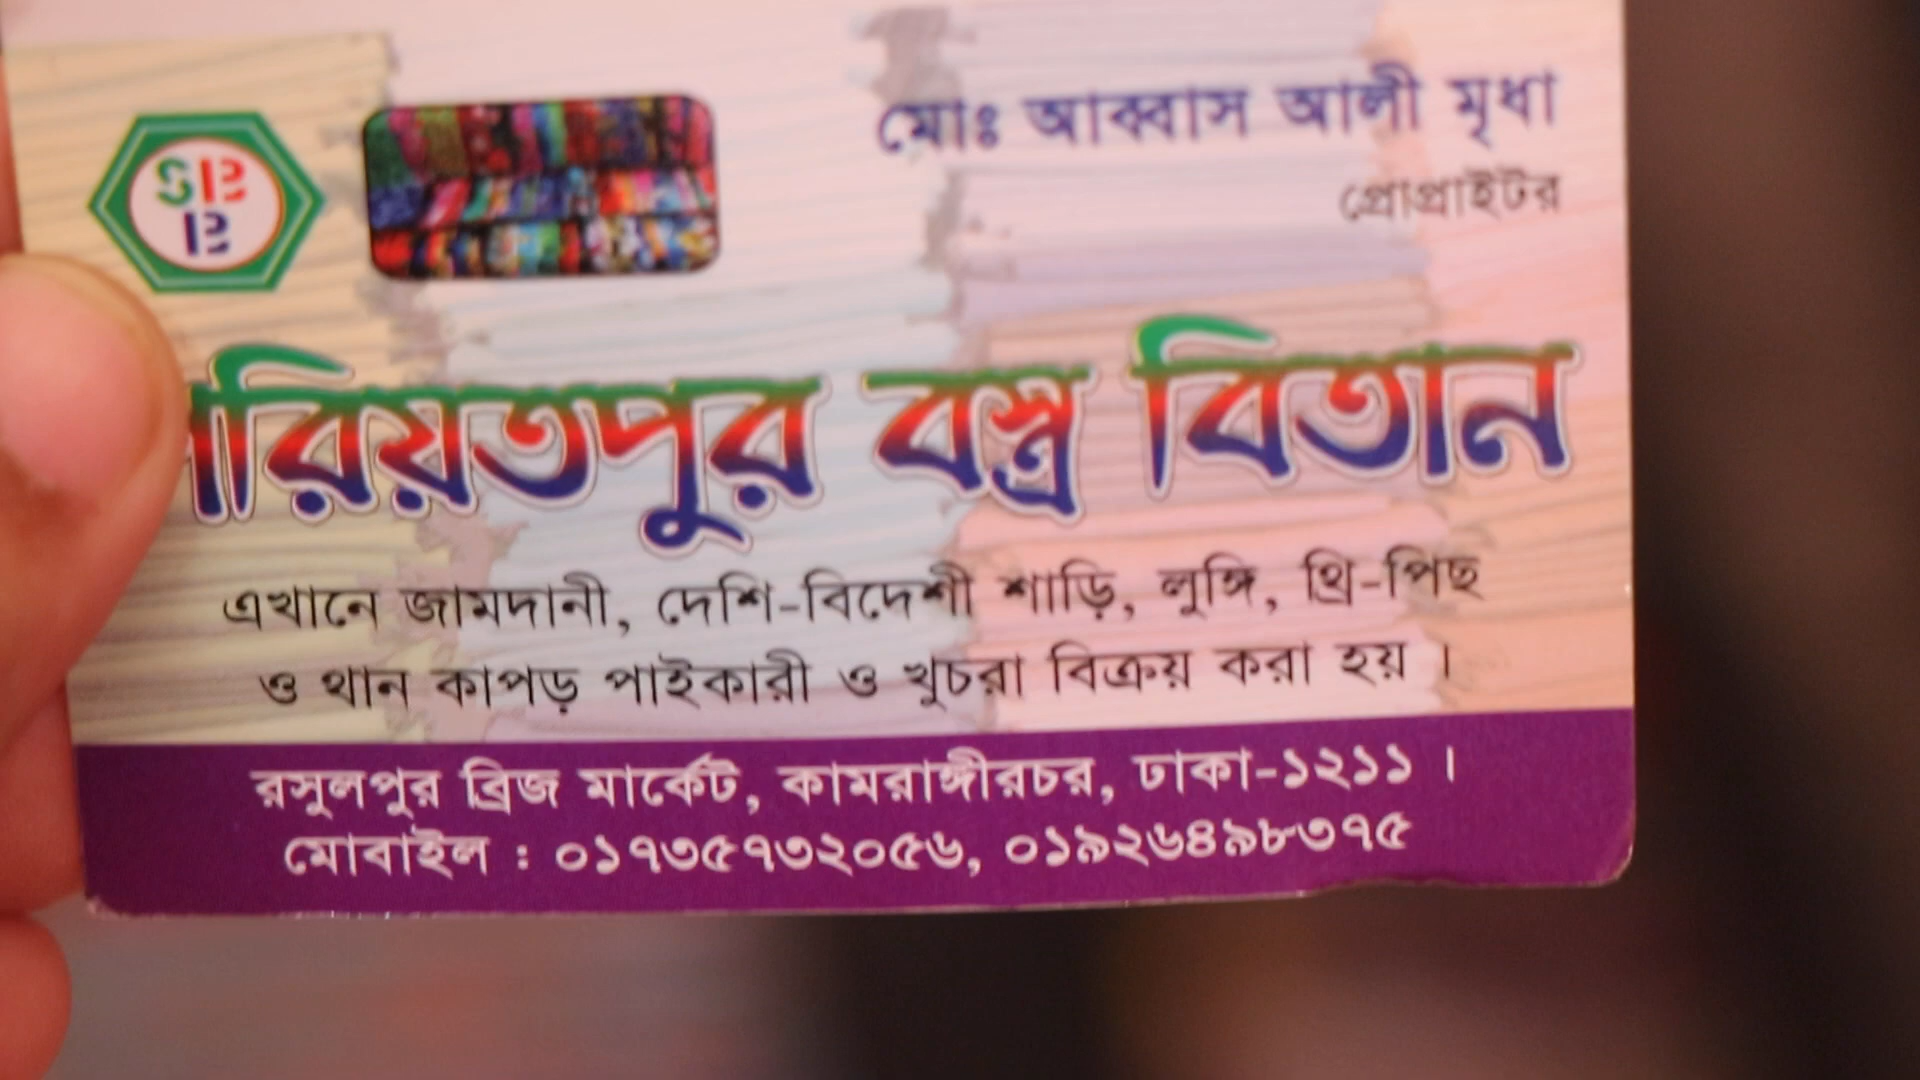 SBB
মোঃ আব্বাস আলী মৃধা
প্রোপ্রাইটর
রিয়তপুর বস্ত্র বিতান
এখানে জামদানী, দেশি-বিদেশী শাড়ি, লুঙ্গি, থ্রি-পিছ
ও থান কাপড় পাইকারী ও খুচরা বিক্রয় করা হয় ।
রসুলপুর ব্রিজ মার্কেট, কামরাঙ্গীরচর, ঢাকা-১২১১ ।
মোবাইল : ০১৭৩৫৭৩২০৫৬, ০১৯২৬৪৯৮৩৭৫